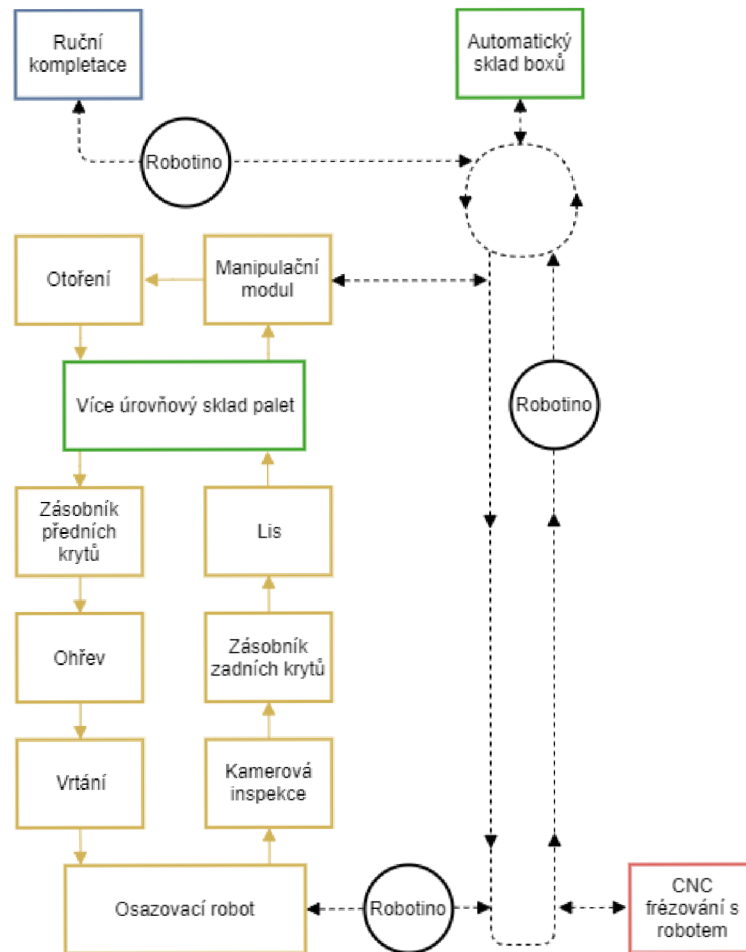 Ruční
kompletace
Automatický
sklad boxů
Robotino
Otoření
Manipulační
modul
Více úrovňový sklad palet
Robotino
Zásobník
předních
krytů
Lis
Ohřev
Zásobník
zadních krytů
Vrtání
Kamerová
inspekce
Osazovací robot
Robotino
CNC
frézování s
robotem